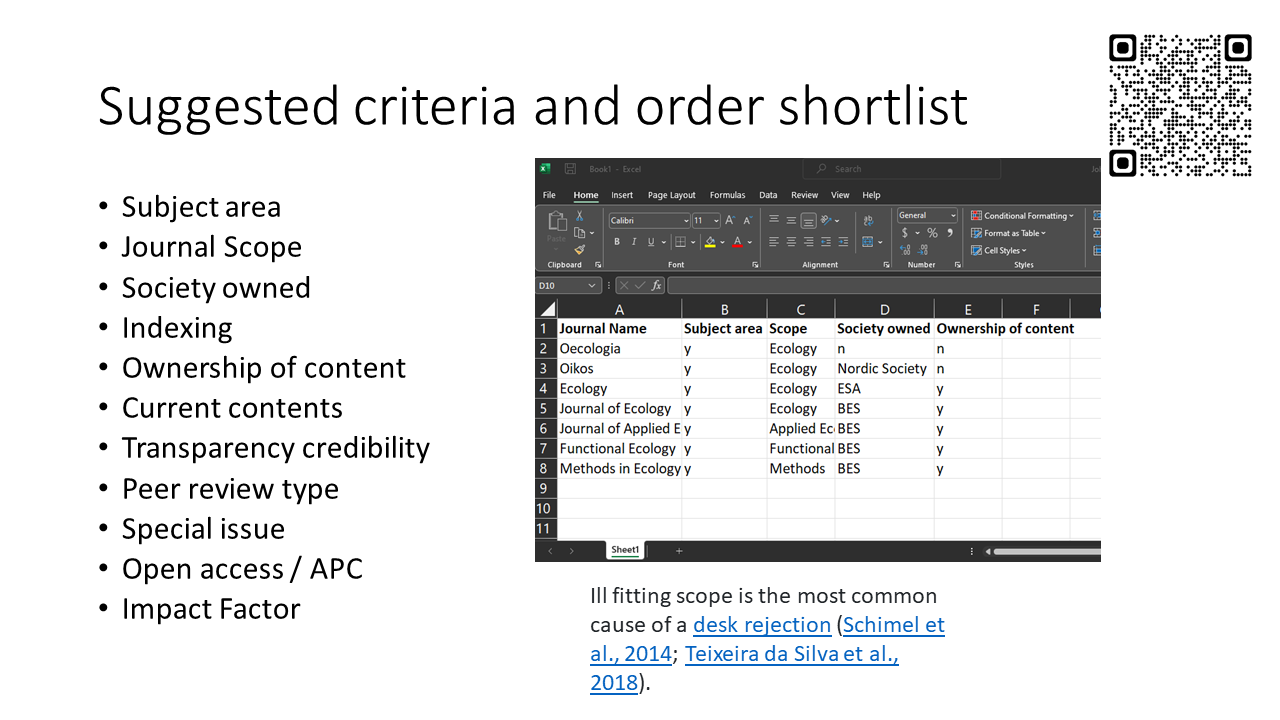 Suggested criteria and order shortlist
• Subject area
• Journal Scope
• Society owned
• Indexing
• Ownership of content
• Current contents
• Transparency credibility
• Peer review type
• Special issue
• Open access / APC
• Impact Factor
Book1 - Excel
Search
File Home Insert Page Layout Formulas Data Review View Help
Paste
Calibri 11 A A
B I U A
General
$ % 9
Conditional Formatting
Format as Table
Cell Styles
Clipboard Font Alignment Number Styles
D10 fx
A B C D E F
1 Journal Name Subject area Scope Society owned Ownership of content
2 Oecologia y Ecology n n
3 Oikos y Ecology Nordic Society n
4 Ecology y Ecology ESA y
5 Journal of Ecology y Ecology BES y
6 Journal of Applied E y Applied Ec BES y
7 Functional Ecology y Functional BES y
8 Methods in Ecology y Methods BES y
9
10
11
Sheet1
Ill fitting scope is the most common
cause of a desk rejection (Schimel et
al., 2014; Teixeira da Silva et al.,
2018).